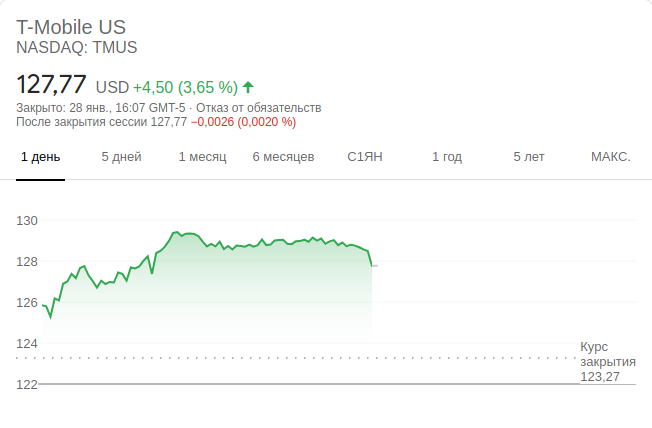 T-Mobile US
NASDAQ: TMUS
127,77 USD +4,50 (3,65 %)
Закрыто: 28 янв., 16:07 GMT-5 · Отказ от обязательств
После закрытия сессии 127,77 −0,0026 (0,0020 %)
1 день 5 дней 1 месяц 6 месяцев С1ЯН 1 год 5 лет МАКС.
130
128
126
124
122
Курс
закрытия
123,27